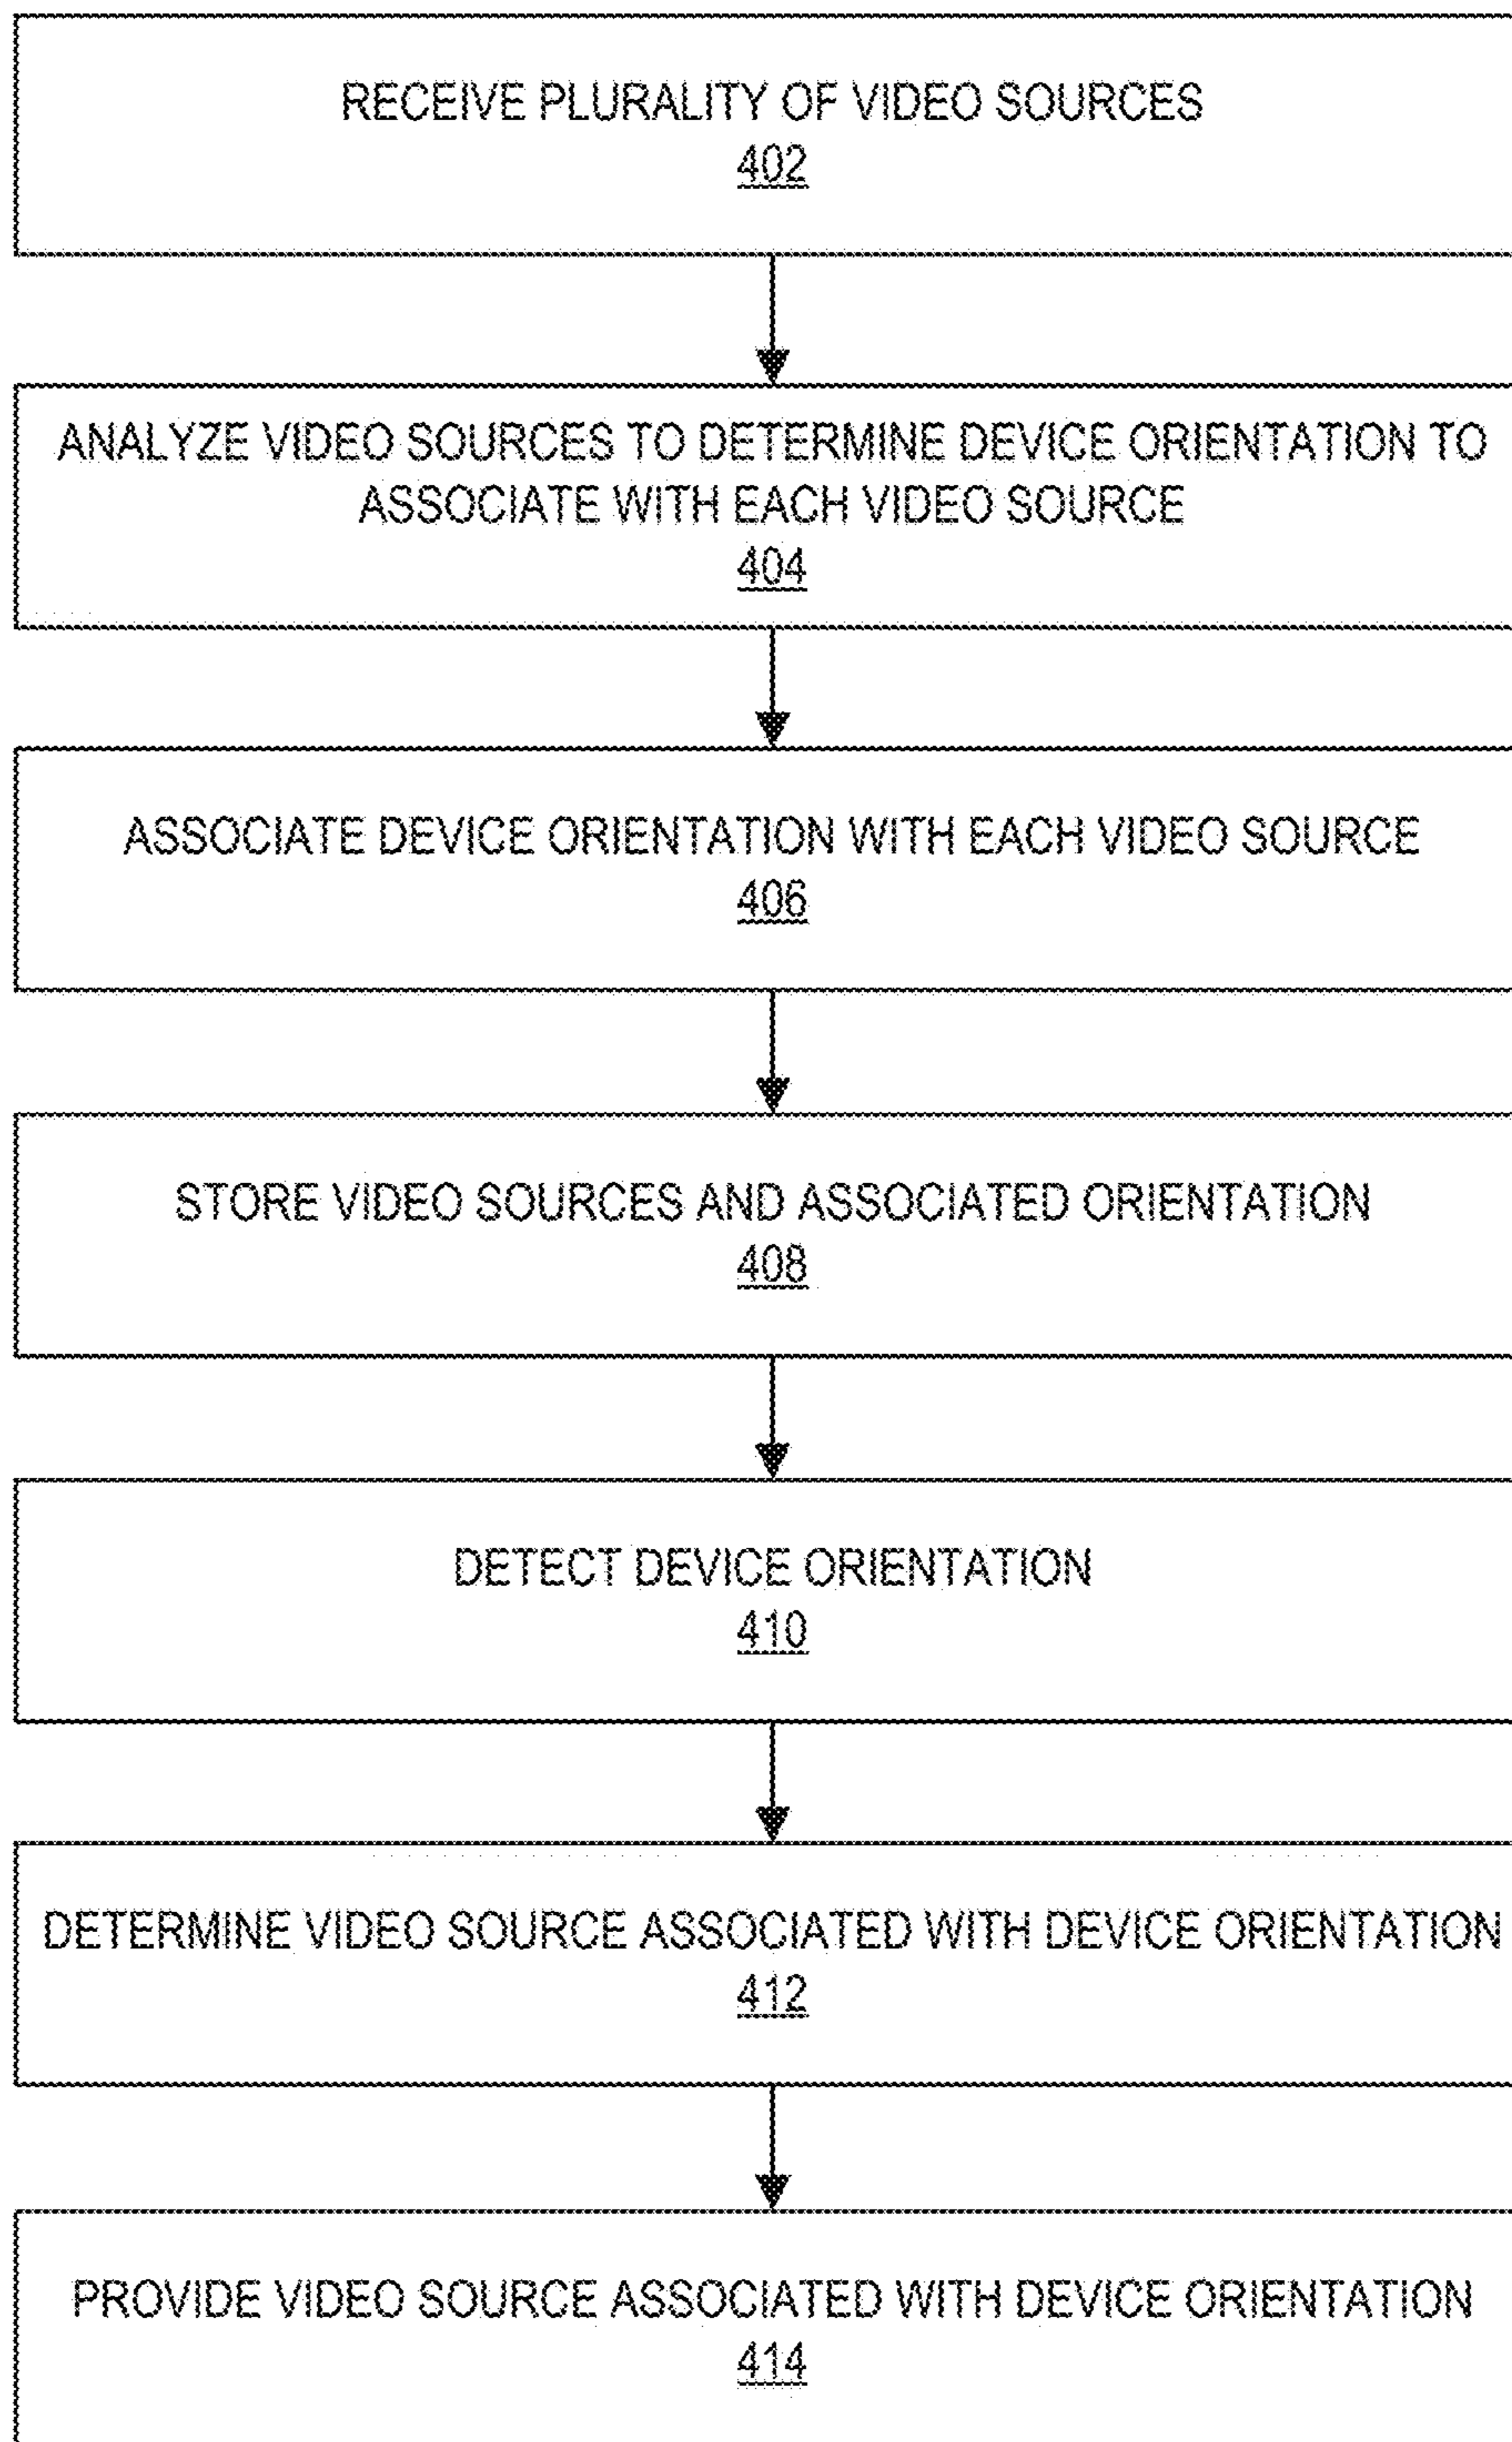 RECEIVE PLURALITY OF VIDEO SOURCES
402
ANALYZE VIDEO SOURCES TO DETERMINE DEVICE ORIENTATION TO
ASSOCIATE WITH EACH VIDEO SOURCE
404
ASSOCIATE DEVICE ORIENTATION WITH EACH VIDEO SOURCE
406
STORE VIDEO SOURCES AND ASSOCIATED ORIENTATION
408
DETECT DEVICE ORIENTATION
410
DETERMINE VIDEO SOURCE ASSOCIATED WITH DEVICE ORIENTATION
412
PROVIDE VIDEO SOURCE ASSOCIATED WITH DEVICE ORIENTATION
414